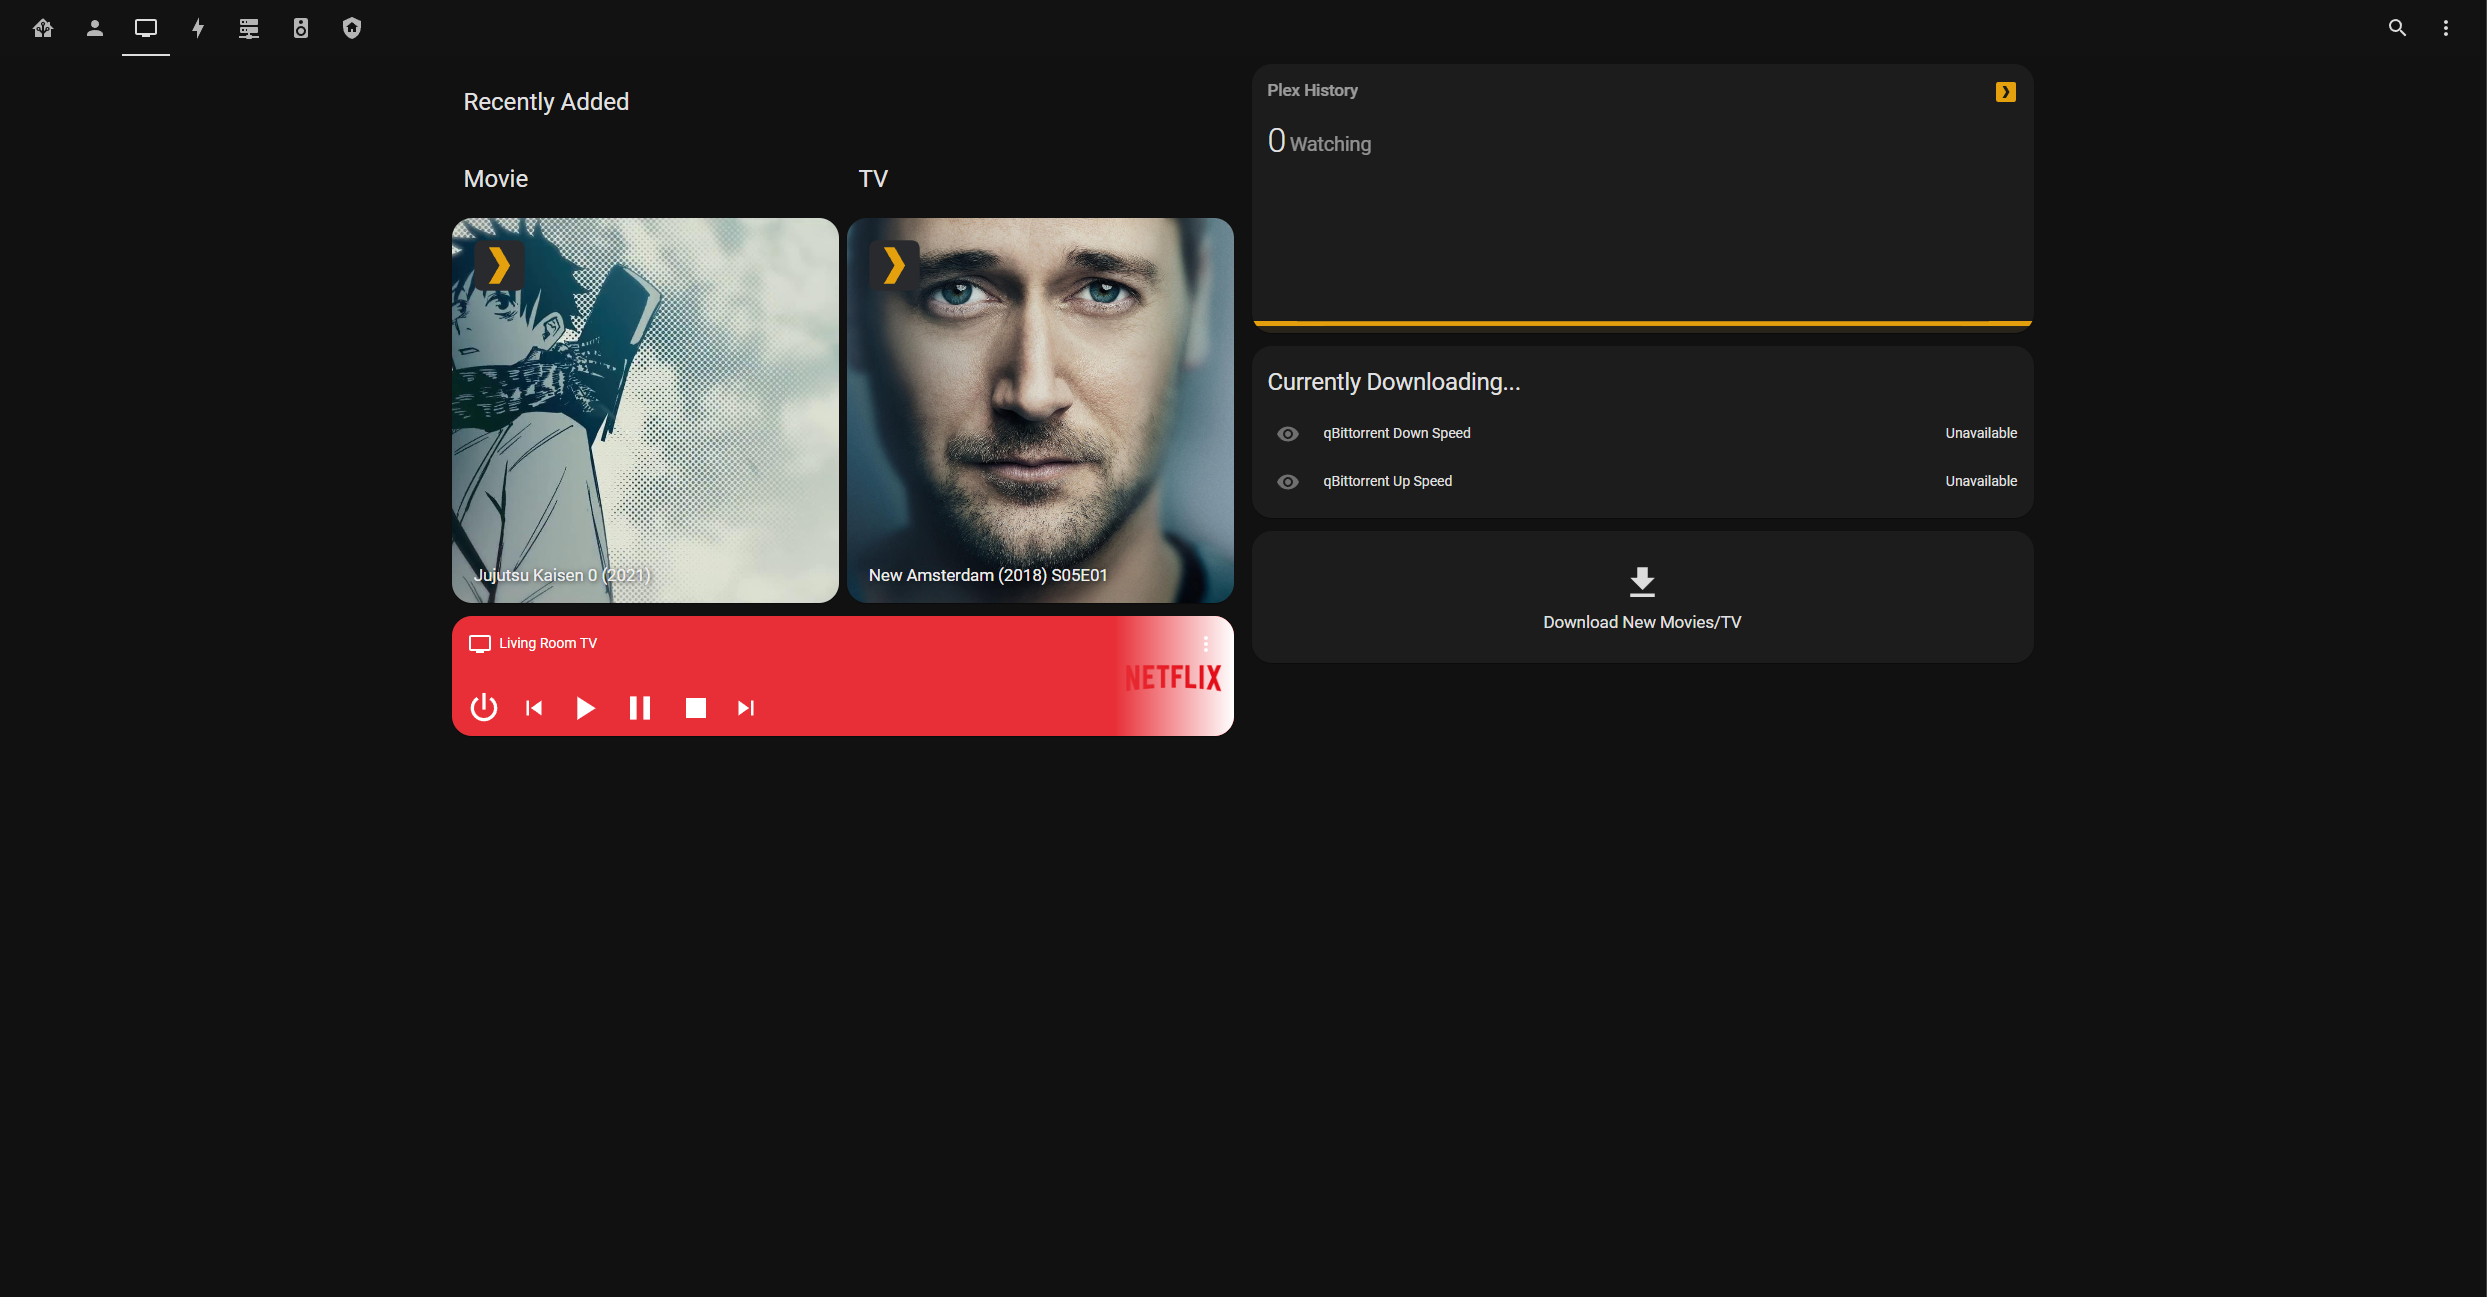 Recently Added
Movie
TV
Jujutsu Kaisen 0 (2021)
New Amsterdam (2018) S05E01
Living Room TV
NETFLIX
Plex History
0 Watching
Currently Downloading...
qBittorrent Down Speed
Unavailable
qBittorrent Up Speed
Unavailable
Download New Movies/TV